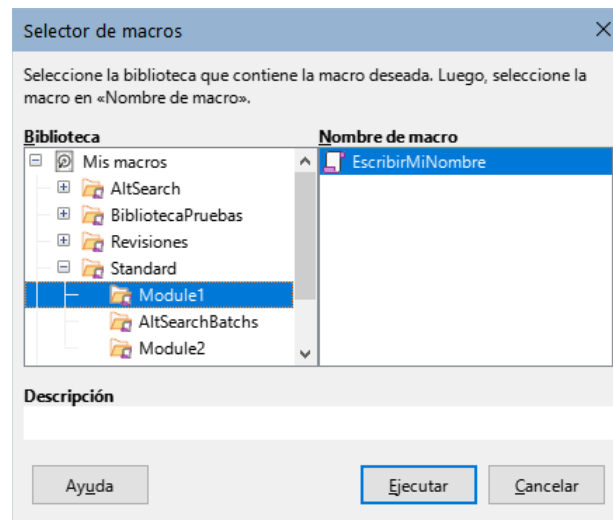 Selector de macros
Seleccione la biblioteca que contiene la macro deseada. Luego, seleccione la
macro en «Nombre de macro».
Biblioteca
Nombre de macro
Mis macros
AltSearch
BibliotecaPruebas
Revisiones
Standard
Module1
AltSearchBatchs
Module2
EscribirMiNombre
Descripción
Ayuda
Ejecutar
Cancelar